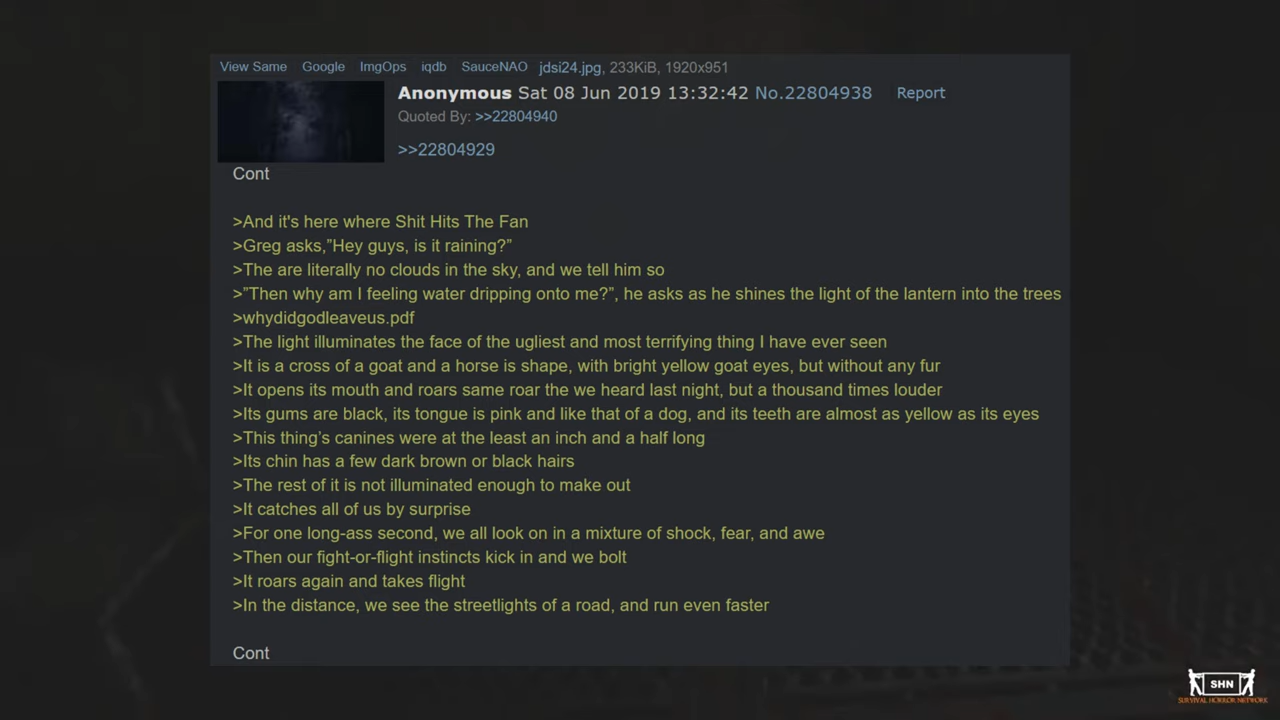 View Same Google ImgOps iqdb SauceNAO jdsi24.jpg, 233KiB, 1920x951
Anonymous Sat 08 Jun 2019 13:32:42 No.22804938 Report
Quoted By: >>22804940
>>22804929
Cont
>And it's here where Shit Hits The Fan
>Greg asks,”Hey guys, is it raining?”
>The are literally no clouds in the sky, and we tell him so
>”Then why am I feeling water dripping onto me?”, he asks as he shines the light of the lantern into the trees
>whydidgodleaveus.pdf
>The light illuminates the face of the ugliest and most terrifying thing I have ever seen
>It is a cross of a goat and a horse is shape, with bright yellow goat eyes, but without any fur
>It opens its mouth and roars same roar the we heard last night, but a thousand times louder
>Its gums are black, its tongue is pink and like that of a dog, and its teeth are almost as yellow as its eyes
>This thing’s canines were at the least an inch and a half long
>Its chin has a few dark brown or black hairs
>The rest of it is not illuminated enough to make out
>It catches all of us by surprise
>For one long-ass second, we all look on in a mixture of shock, fear, and awe
>Then our fight-or-flight instincts kick in and we bolt
>It roars again and takes flight
>In the distance, we see the streetlights of a road, and run even faster
Cont
SHN
SURVIVAL HORROR NETWORK